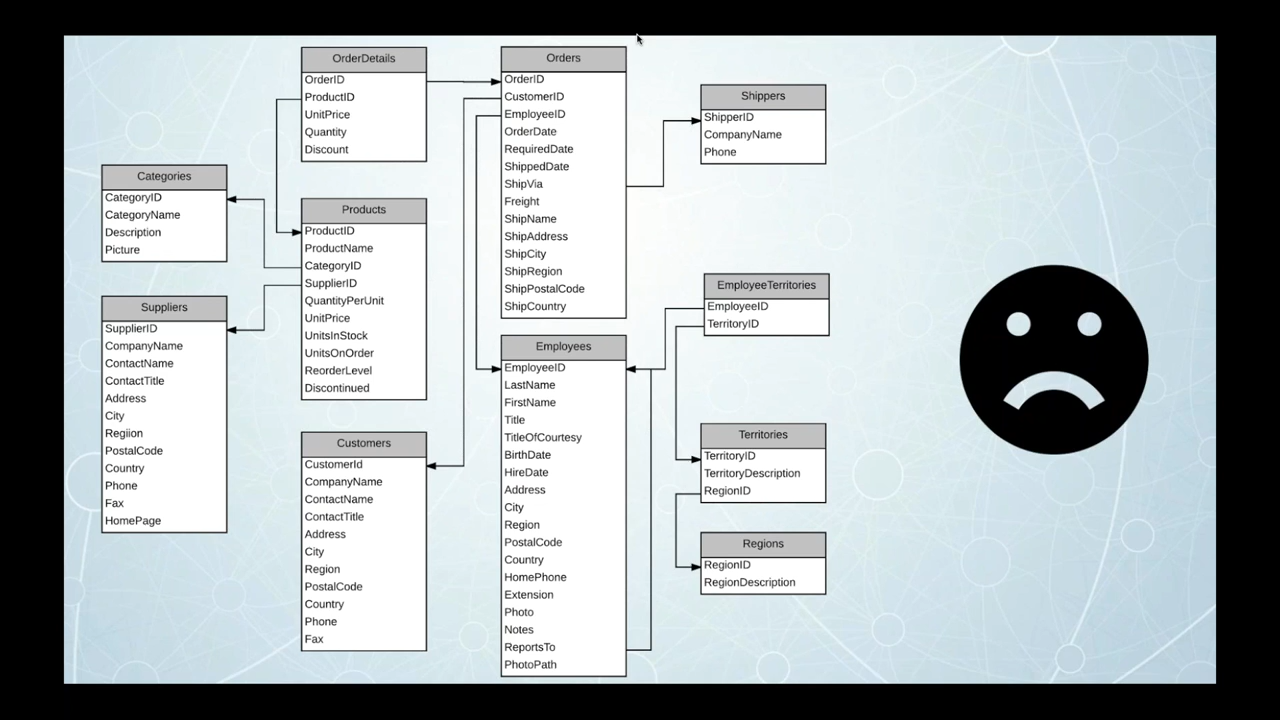 OrderDetails
OrderID
ProductID
UnitPrice
Quantity
Discount
Orders
OrderID
CustomerID
EmployeeID
OrderDate
RequiredDate
ShippedDate
ShipVia
Freight
ShipName
ShipAddress
ShipCity
ShipRegion
ShipPostalCode
ShipCountry
Shippers
ShipperID
CompanyName
Phone
Categories
CategoryID
CategoryName
Description
Picture
Products
ProductID
ProductName
CategoryID
SupplierID
QuantityPerUnit
UnitPrice
UnitsInStock
UnitsOnOrder
ReorderLevel
Discontinued
EmployeeTerritories
EmployeeID
TerritoryID
Suppliers
SupplierID
CompanyName
ContactName
ContactTitle
Address
City
Regiion
PostalCode
Country
Phone
Fax
HomePage
Employees
EmployeeID
LastName
FirstName
Title
TitleOfCourtesy
BirthDate
HireDate
Address
City
Region
PostalCode
Country
HomePhone
Extension
Photo
Notes
ReportsTo
PhotoPath
Customers
CustomerId
CompanyName
ContactName
ContactTitle
Address
City
Region
PostalCode
Country
Phone
Fax
Territories
TerritoryID
TerritoryDescription
RegionID
Regions
RegionID
RegionDescription